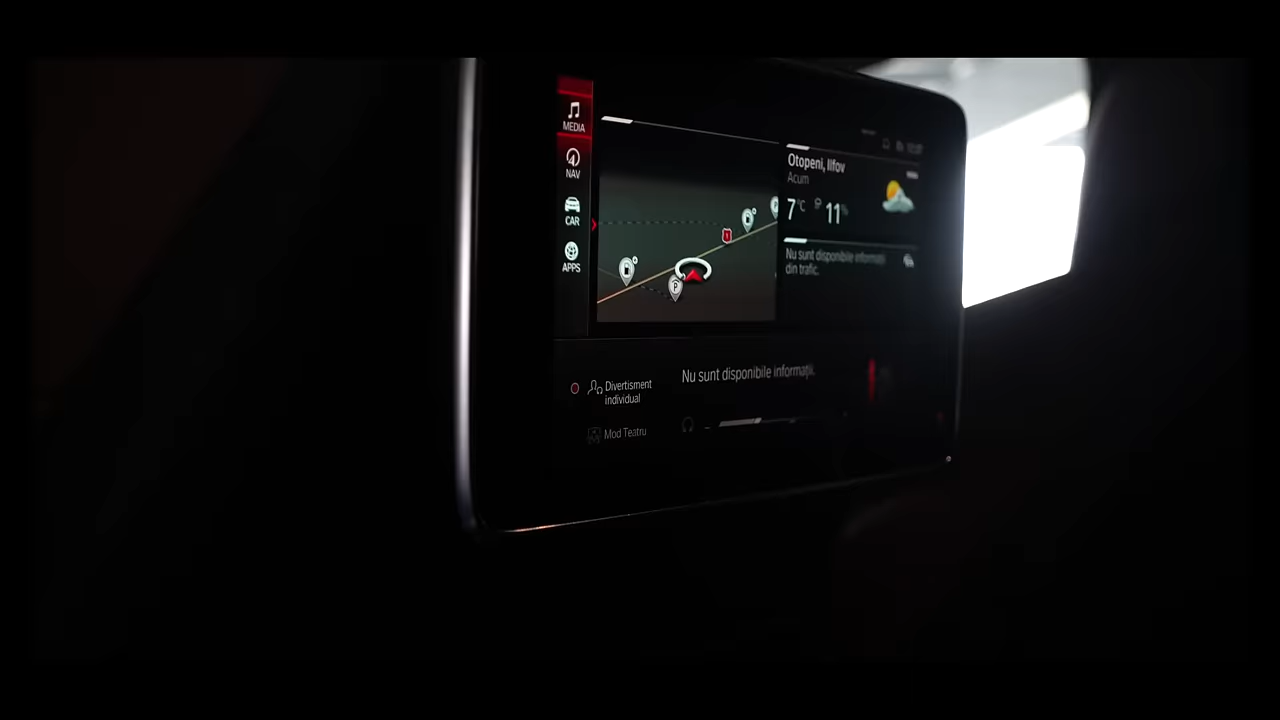 MEDIA
NAV
CAR
APPS
P
Otopeni, Ilfov
Acum
7°C
11%
Nu sunt disponibile informații
din trafic.
Nu sunt disponibile informații.
Divertisment
individual
Mod Teatru